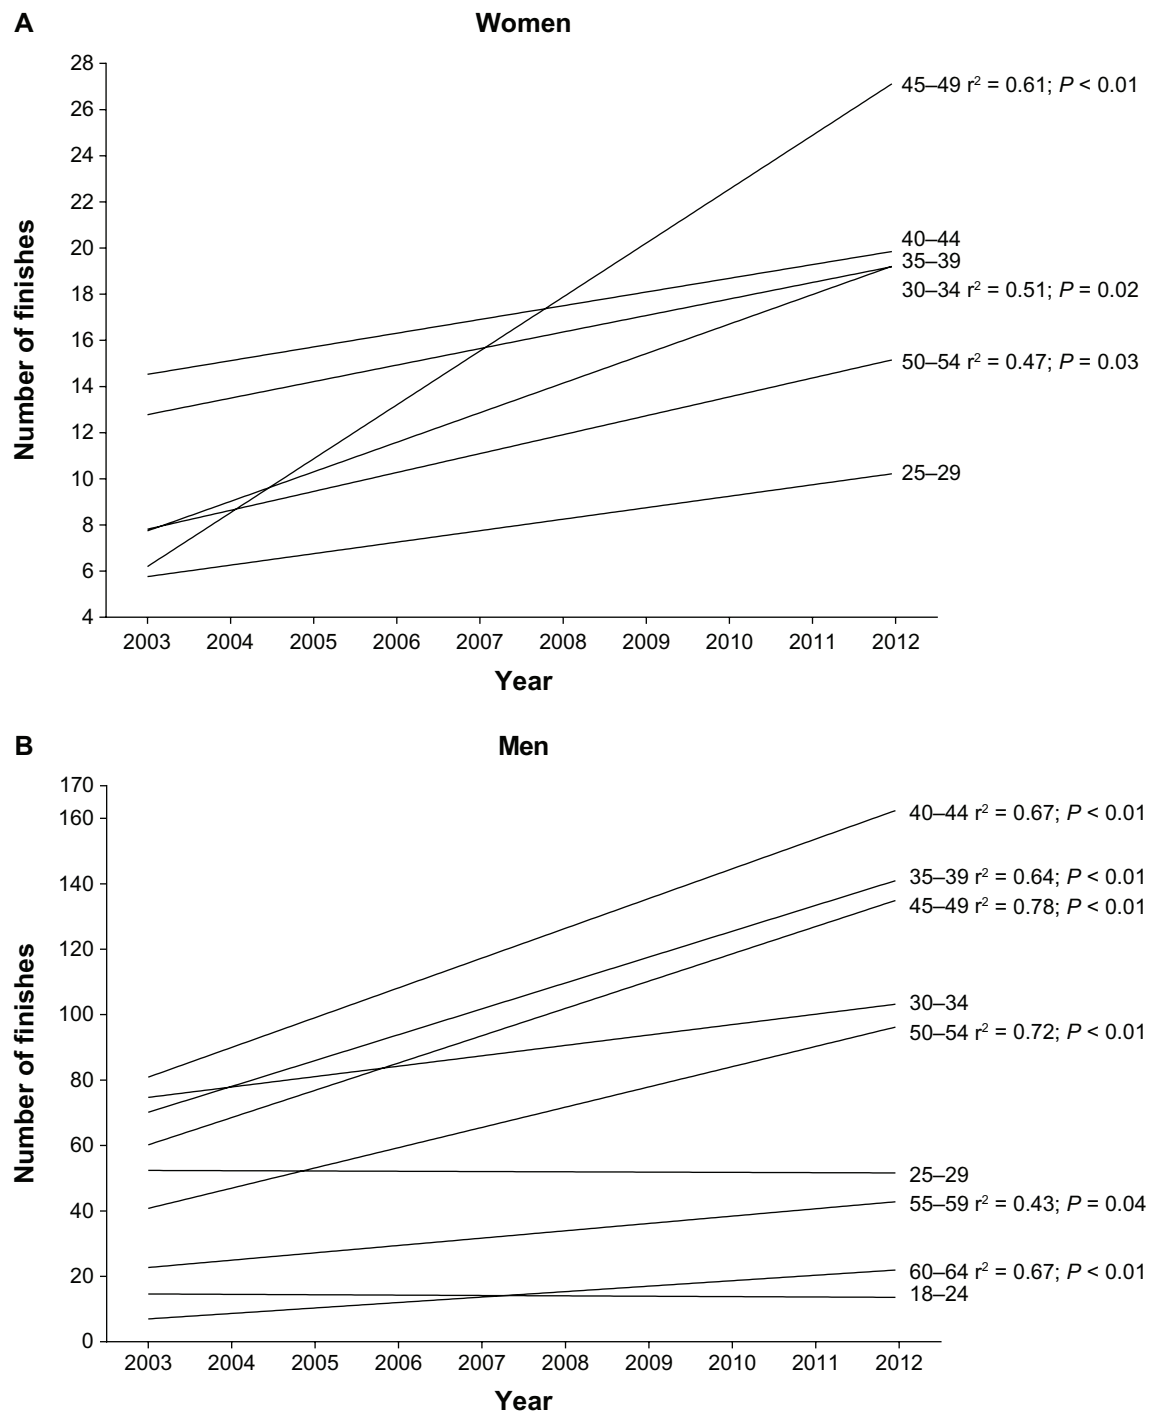 A
Women
Number of finishes
28
26
24
22
20
18
16
14
12
10
8
6
4
45–49 r² = 0.61; P < 0.01
40–44
35–39
30–34 r² = 0.51; P = 0.02
50–54 r² = 0.47; P = 0.03
25–29
2003 2004 2005 2006 2007 2008 2009 2010 2011 2012
Year
B
Men
Number of finishes
170
160
140
120
100
80
60
40
20
0
40–44 r² = 0.67; P < 0.01
35–39 r² = 0.64; P < 0.01
45–49 r² = 0.78; P < 0.01
30–34
50–54 r² = 0.72; P < 0.01
25–29
55–59 r² = 0.43; P = 0.04
60–64 r² = 0.67; P < 0.01
18–24
2003 2004 2005 2006 2007 2008 2009 2010 2011 2012
Year